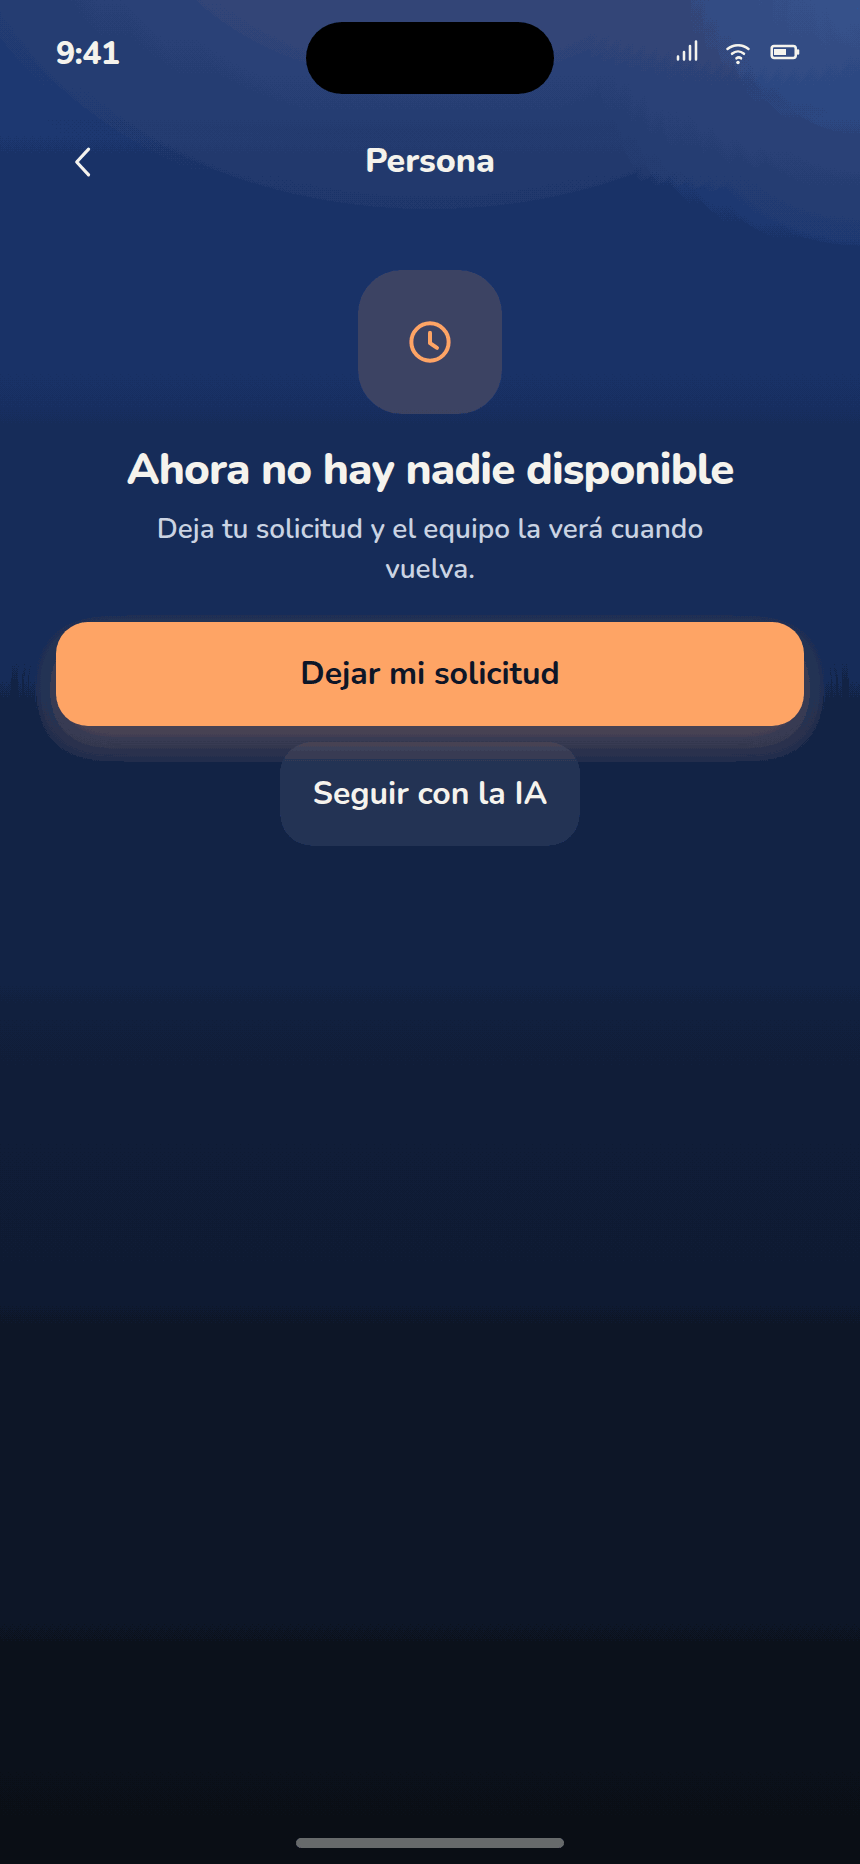 9:41
Persona
Ahora no hay nadie disponible
Deja tu solicitud y el equipo la verá cuando
vuelva.
Dejar mi solicitud
Seguir con la IA